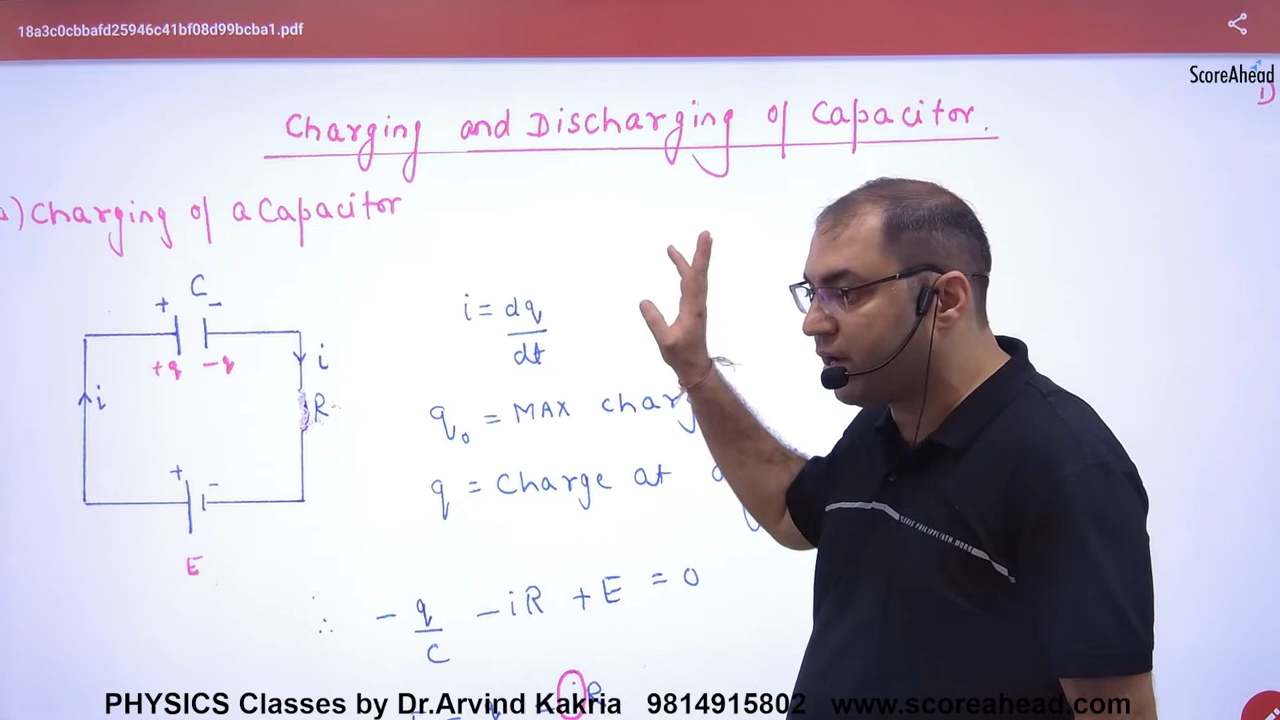 18a3c0cbbafd25946c41bf08d99bcba1.pdf
ScoreAhead
Charging and Discharging of Capacitor.
a) Charging of a Capacitor
C
+ -
+q -q
i
i
R
+ -
E
i = dq
dt
q₀ = MAX
q = Charge at
∴ - q - iR + E = 0
C
iR
PHYSICS Classes by Dr.Arvind Kakria 9814915802 www.scoreahead.com